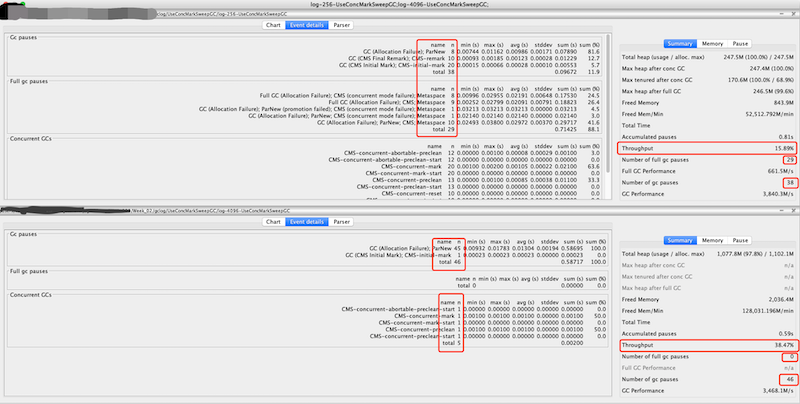 log-256-UseConcMarkSweepGC;log-4096-UseConcMarkSweepGC;
gclog/UseConcMarkSweepGC/log-256-UseConcMarkSweepGC
Chart Event details Parser
Gc pauses
name n min (s) max (s) avg (s) stddev sum (s) sum (%)
GC (Allocation Failure); ParNew 8 0.00744 0.01162 0.00986 0.00171 0.07890 81.6
GC (CMS Final Remark); CMS-remark 10 0.00093 0.00185 0.00123 0.00028 0.01229 12.7
GC (CMS Initial Mark); CMS-initial-mark 20 0.00015 0.00066 0.00028 0.00010 0.00553 5.7
total 38 0.09672 11.9
Full gc pauses
name n min (s) max (s) avg (s) stddev sum (s) sum (%)
Full GC (Allocation Failure); CMS (concurrent mode failure); Metaspace 8 0.00996 0.02955 0.02191 0.00648 0.17530 24.5
Full GC (Allocation Failure); CMS; Metaspace 9 0.00252 0.02799 0.02091 0.00791 0.18823 26.4
GC (Allocation Failure); ParNew (promotion failed) 1 0.03213 0.03213 0.03213 0.00000 0.03213 4.5
GC (Allocation Failure); ParNew; CMS (concurrent mode failure); Metaspace 1 0.02140 0.02140 0.02140 0.00000 0.02140 3.0
GC (Allocation Failure); ParNew; CMS; Metaspace 10 0.02493 0.03800 0.02972 0.00370 0.29717 41.6
total 29 0.71425 88.1
Concurrent GCs
name n min (s) max (s) avg (s) stddev sum (s) sum (%)
CMS-concurrent-abortable-preclean 12 0.00000 0.00100 0.00008 0.00029 0.00100 3.0
CMS-concurrent-abortable-preclean-start 12 0.00000 0.00000 0.00000 0.00000 0.00000 0.0
CMS-concurrent-mark 20 0.00100 0.00200 0.00105 0.00022 0.02100 63.6
CMS-concurrent-mark-start 20 0.00000 0.00000 0.00000 0.00000 0.00000 0.0
CMS-concurrent-preclean 13 0.00000 0.00100 0.00085 0.00038 0.01100 33.3
CMS-concurrent-preclean-start 13 0.00000 0.00000 0.00000 0.00000 0.00000 0.0
CMS-concurrent-reset 10 0.00000 0.00000 0.00000 0.00000 0.00000 0.0
Summary Memory Pause
Total heap (usage / alloc. max) 247.5M (100.0%) / 247.5M
Max heap after conc GC 247.4M (100.0%)
Max tenured after conc GC 170.6M (100.0% / 68.9%)
Max heap after full GC 246.5M (99.6%)
Freed Memory 843.9M
Freed Mem/Min 52,512.792M/min
Total Time
Accumulated pauses 0.81s
Throughput 15.89%
Number of full gc pauses 29
Full GC Performance 661.5M/s
Number of gc pauses 38
GC Performance 3,840.3M/s
/Week_02/gclog/UseConcMarkSweepGC/log-4096-UseConcMarkSweepGC
Chart Event details Parser
Gc pauses
name n min (s) max (s) avg (s) stddev sum (s) sum (%)
GC (Allocation Failure); ParNew 45 0.00932 0.01783 0.01304 0.00194 0.58695 100.0
GC (CMS Initial Mark); CMS-initial-mark 1 0.00023 0.00023 0.00023 0.00000 0.00023 0.0
total 46 0.58717 100.0
Full gc pauses
name n min (s) max (s) avg (s) stddev sum (s) sum (%)
total 0 0.00000 0.0
Concurrent GCs
name n min (s) max (s) avg (s) stddev sum (s) sum (%)
CMS-concurrent-abortable-preclean-start 1 0.00000 0.00000 0.00000 0.00000 0.00000 0.0
CMS-concurrent-mark 1 0.00100 0.00100 0.00100 0.00000 0.00100 50.0
CMS-concurrent-mark-start 1 0.00000 0.00000 0.00000 0.00000 0.00000 0.0
CMS-concurrent-preclean 1 0.00100 0.00100 0.00100 0.00000 0.00100 50.0
CMS-concurrent-preclean-start 1 0.00000 0.00000 0.00000 0.00000 0.00000 0.0
total 5 0.00200
Summary Memory Pause
Total heap (usage / alloc. max) 1,077.8M (97.8%) / 1,102.1M
Max heap after conc GC n/a
Max tenured after conc GC n/a
Max heap after full GC n/a
Freed Memory 2,036.4M
Freed Mem/Min 128,031.196M/min
Total Time
Accumulated pauses 0.59s
Throughput 38.47%
Number of full gc pauses 0
Full GC Performance n/a
Number of gc pauses 46
GC Performance 3,468.1M/s